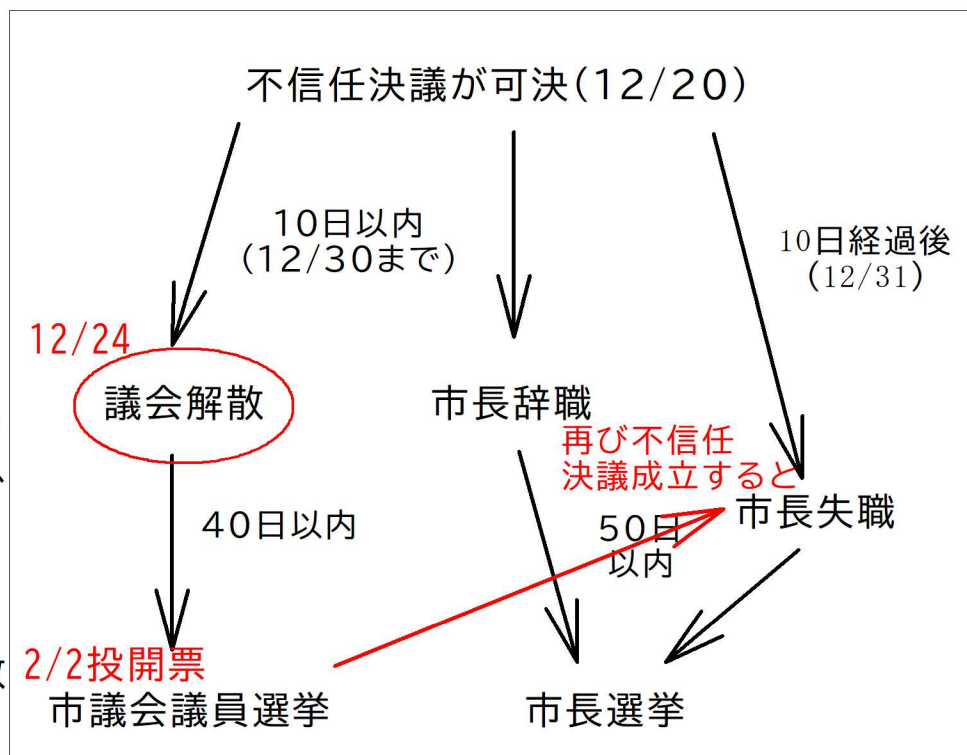 不信任決議が可決(12/20)
10日以内
(12/30まで)
10日経過後
(12/31)
12/24
議会解散
市長辞職
再び不信任
決議成立すると
市長失職
40日以内
50日
以内
2/2投開票
市議会議員選挙
市長選挙